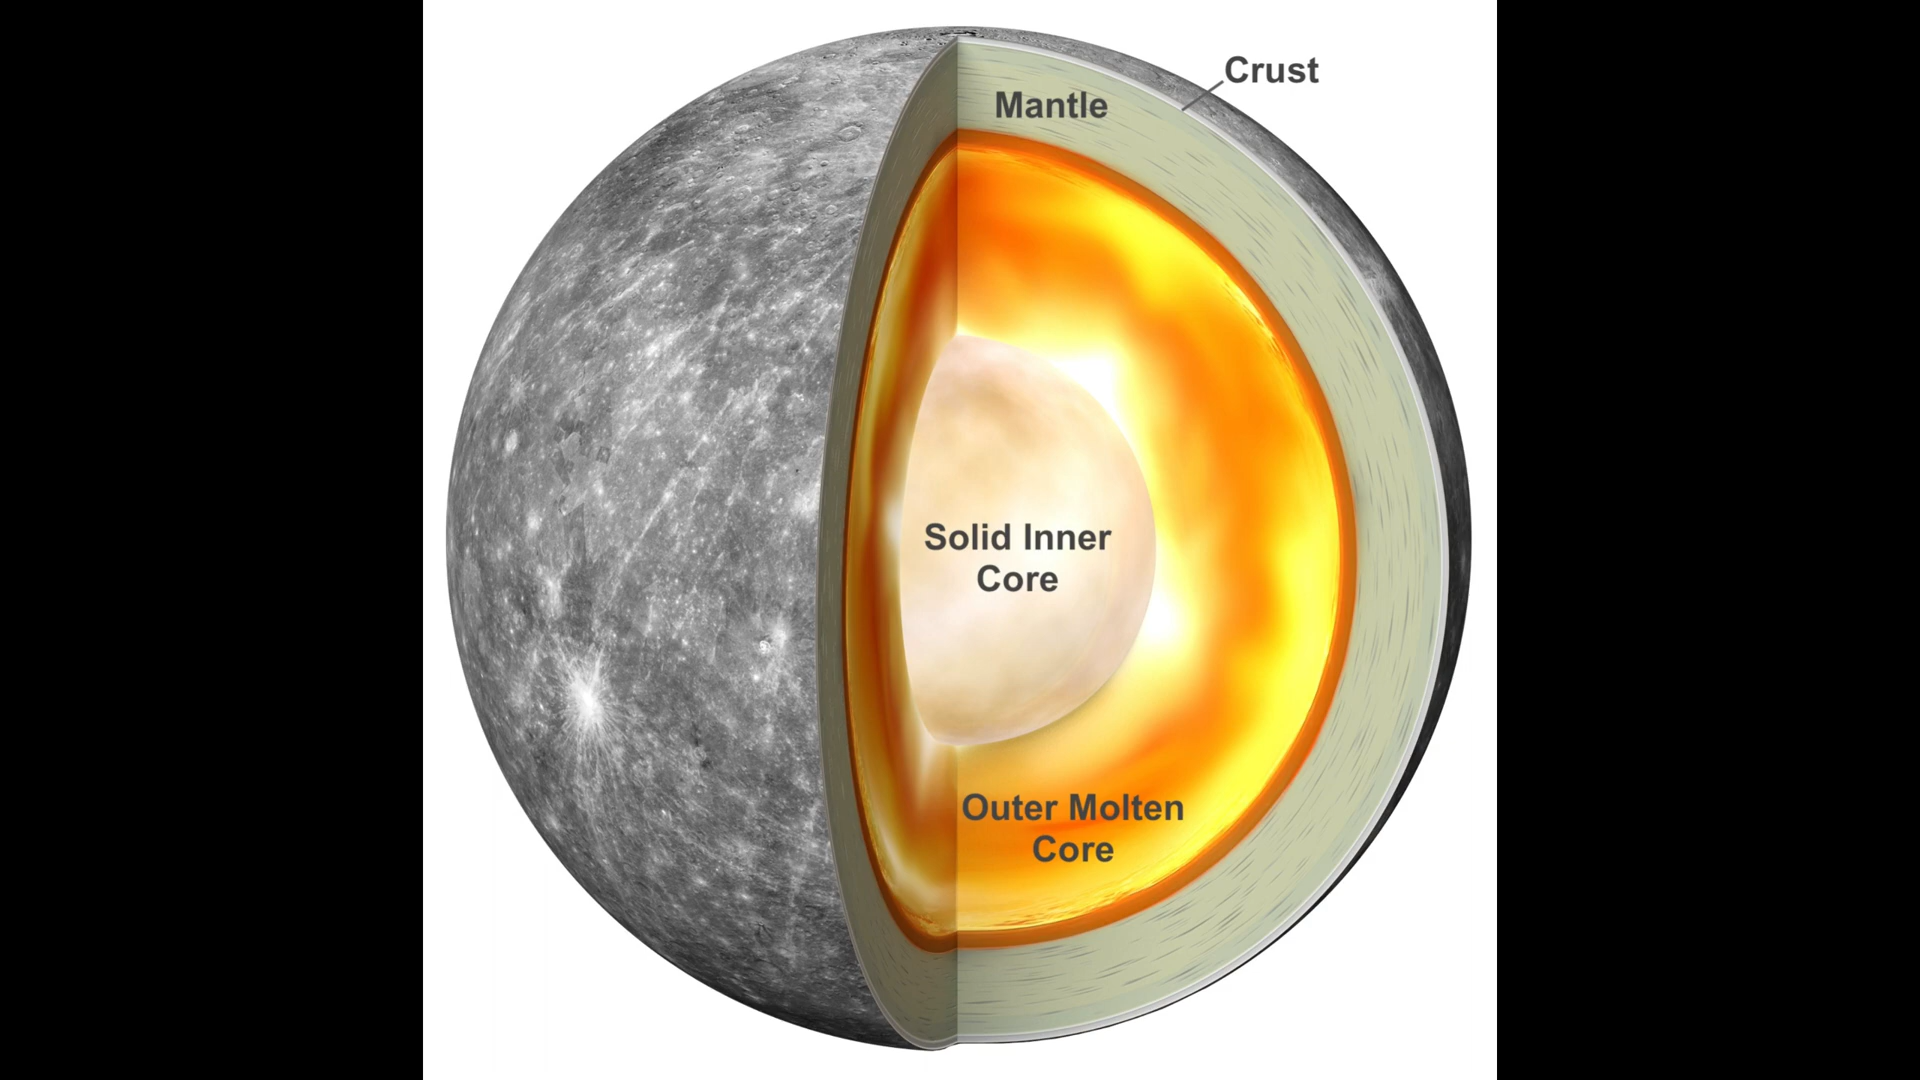 Crust
Mantle
Solid Inner
Core
Outer Molten
Core